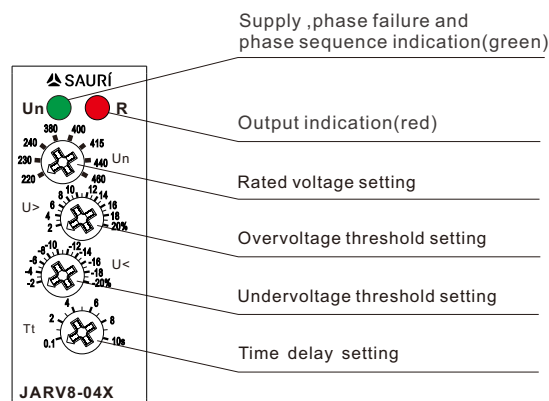 Supply ,phase failure and
phase sequence indication(green)
SAURÍ
Un R
Output indication(red)
380 400
240 415
230 440 Un
220 460
Rated voltage setting
U>
10 12
8 14
6 16
4 18
2 20%
Overvoltage threshold setting
U<
-10 -12
-8 -14
-6 -16
-4 -18
-2 -20%
Undervoltage threshold setting
4 6
2 8
Tt
0.1 10s
Time delay setting
JARV8-04X